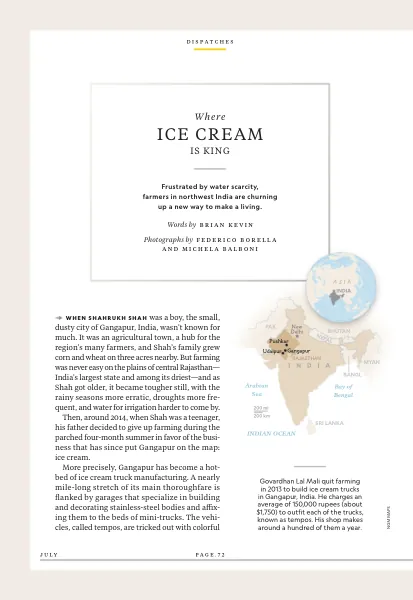 DISPATCHES
Where
ICE CREAM
IS KING
Frustrated by water scarcity,
farmers in northwest India are churning
up a new way to make a living.
Words by BRIAN KEVIN
Photographs by FEDERICO BORELLA
AND MICHELA BALBONI
ASIA
INDIA
WHEN SHAHRUKH SHAH was a boy, the small,
dusty city of Gangapur, India, wasn't known for
much. It was an agricultural town, a hub for the
region's many farmers, and Shah's family grew
corn and wheat on three acres nearby. But farming
was never easy on the plains of central Rajasthan—
India's largest state and among its driest—and as
Shah got older, it became tougher still, with the
rainy seasons more erratic, droughts more fre-
quent, and water for irrigation harder to come by.
Then, around 2014, when Shah was a teenager,
his father decided to give up farming during the
parched four-month summer in favor of the busi-
ness that has since put Gangapur on the map:
ice cream.
More precisely, Gangapur has become a hot-
bed of ice cream truck manufacturing. A nearly
mile-long stretch of its main thoroughfare is
flanked by garages that specialize in building
and decorating stainless-steel bodies and affix-
ing them to the beds of mini-trucks. The vehi-
cles, called tempos, are tricked out with colorful
PAK.
New
Delhi
BHUTAN
Pushkar
Udaipur
Gangapur
RAJASTHAN
INDIA
MYAN.
BANGL.
Arabian
Sea
Bay of
Bengal
SRI LANKA
INDIAN OCEAN
Govardhan Lal Mali quit farming
in 2013 to build ice cream trucks
in Gangapur, India. He charges an
average of 150,000 rupees (about
$1,750) to outfit each of the trucks,
known as tempos. His shop makes
around a hundred of them a year.
NGM MAPS
JULY
PAGE 72